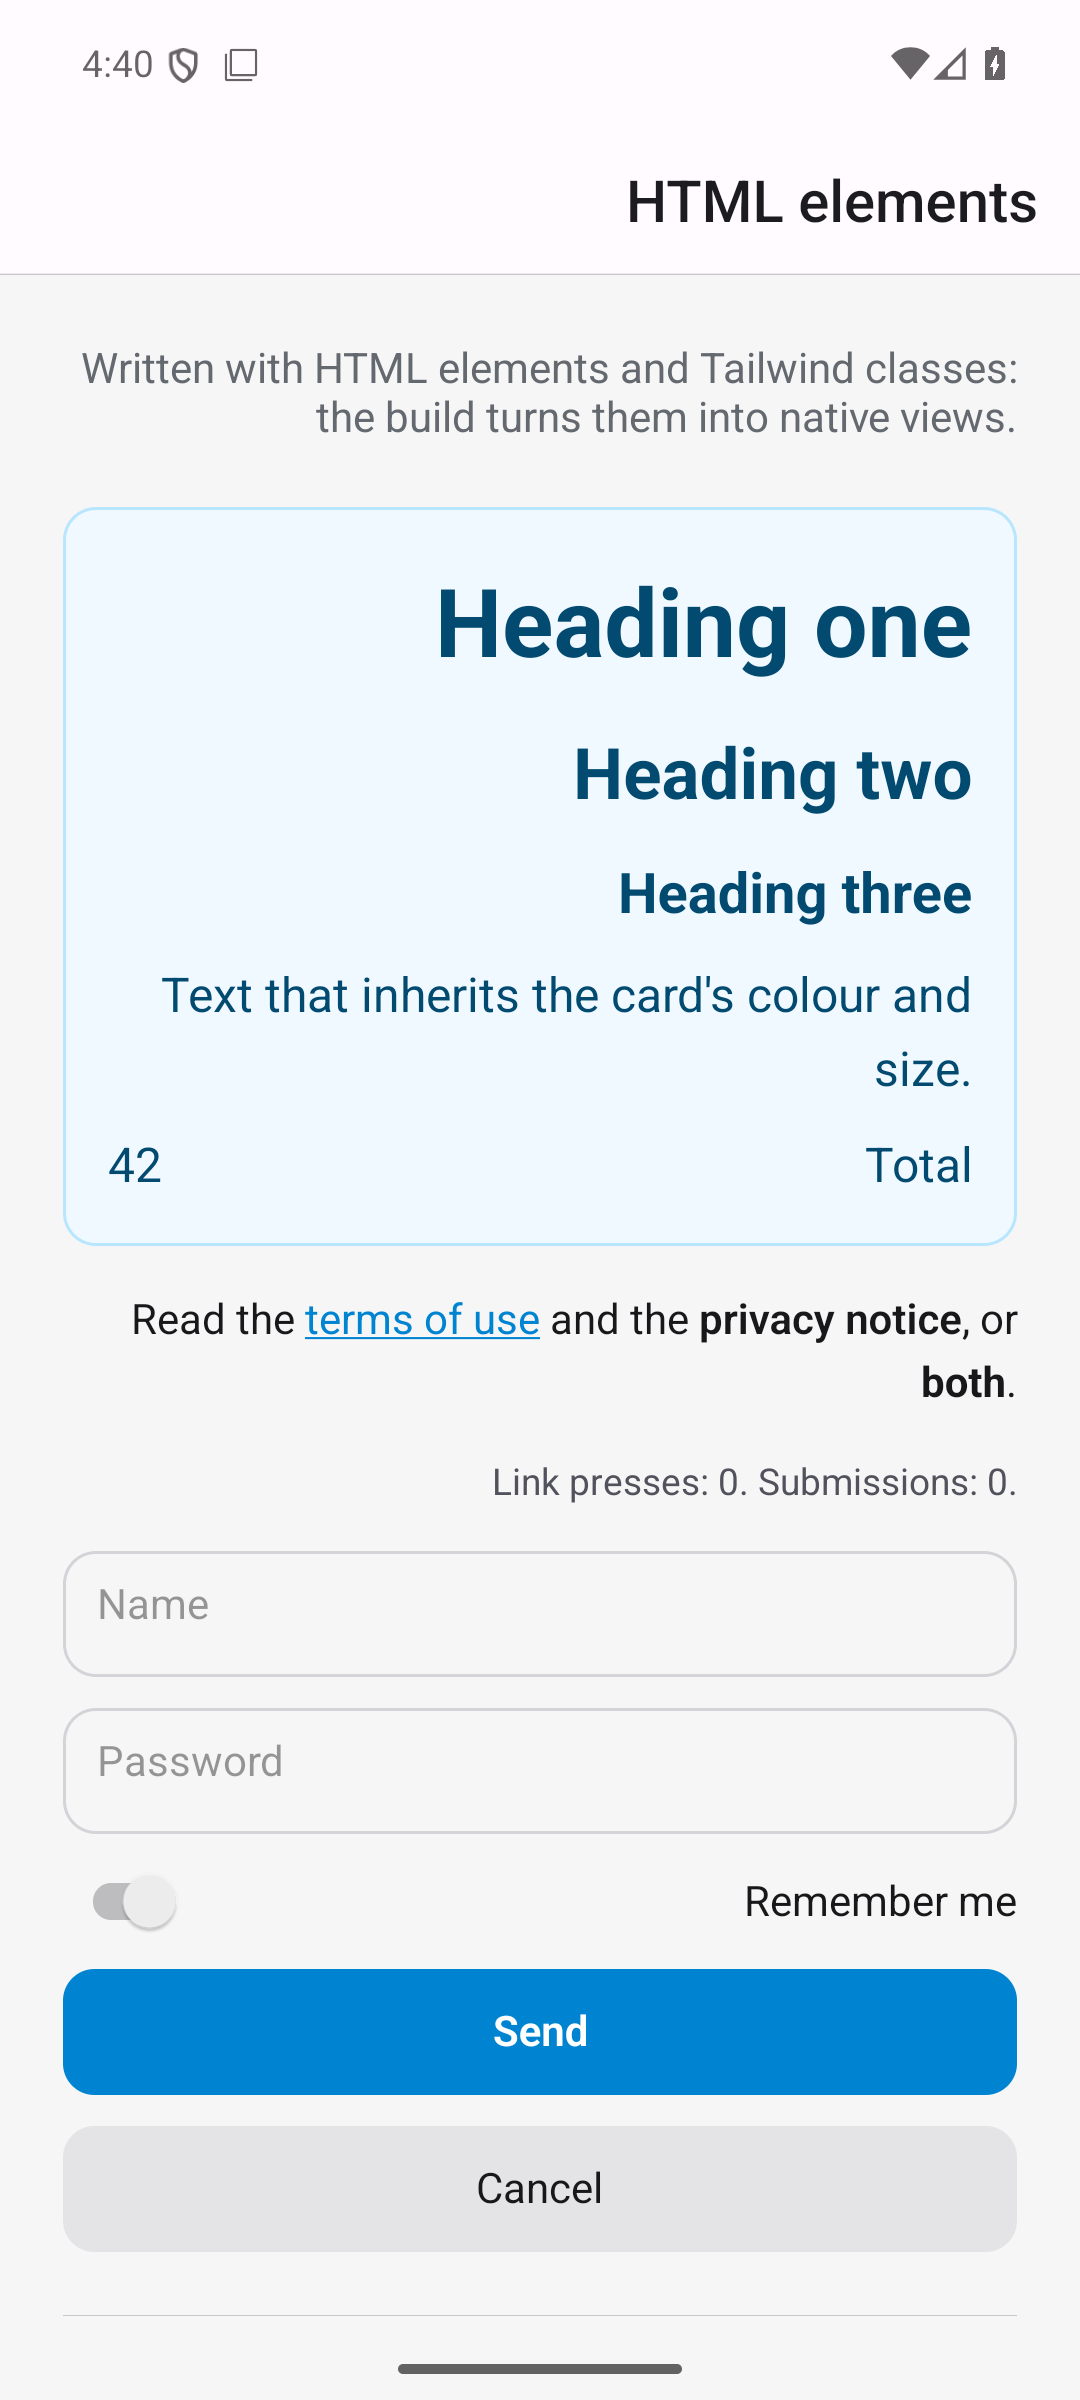 4:40
HTML elements
Written with HTML elements and Tailwind classes:
the build turns them into native views.
Heading one
Heading two
Heading three
Text that inherits the card's colour and
size.
Total
42
Read the terms of use and the privacy notice, or
both.
Link presses: 0. Submissions: 0.
Name
Password
Remember me
Send
Cancel